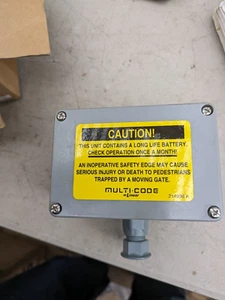 CAUTION!
THIS UNIT CONTAINS A LONG LIFE BATTERY.
CHECK OPERATION ONCE A MONTH!
AN INOPERATIVE SAFETY EDGE MAY CAUSE
SERIOUS INJURY OR DEATH TO PEDESTRIANS
TRAPPED BY A MOVING GATE.
MULTI-CODE